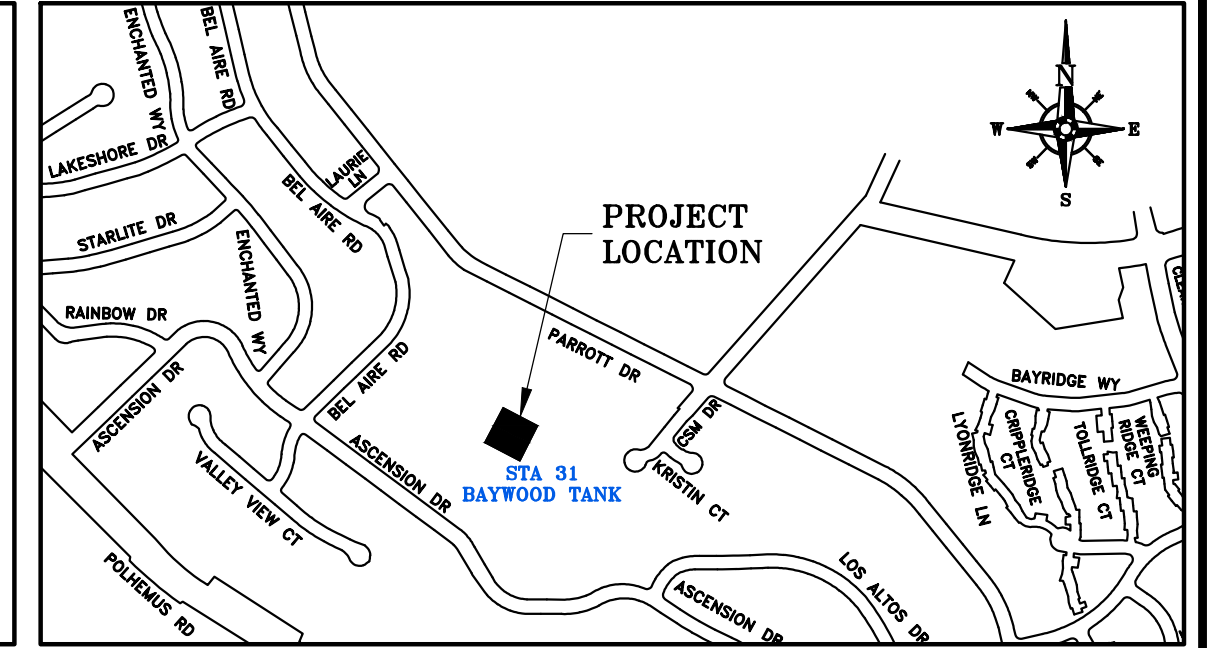 ENCHANTED WY
BEL AIRE RD
LAKESHORE DR
LAURIE
LN
BEL AIRE RD
STARLITE DR
ENCHANTED WY
RAINBOW DR
N
W
E
S
PROJECT
LOCATION
PARROTT DR
BEL AIRE RD
ASCENSION DR
ASCENSION DR
VALLEY VIEW CT
STA 31
BAYWOOD TANK
CSM DR
KRISTIN CT
BAYRIDGE WY
LYONRIDGE LN
CRIPPLERIDGE
CT
TOLLRIDGE CT
WEEPING
RIDGE CT
POLHEMUS RD
LOS ALTOS DR
ASCENSION DR